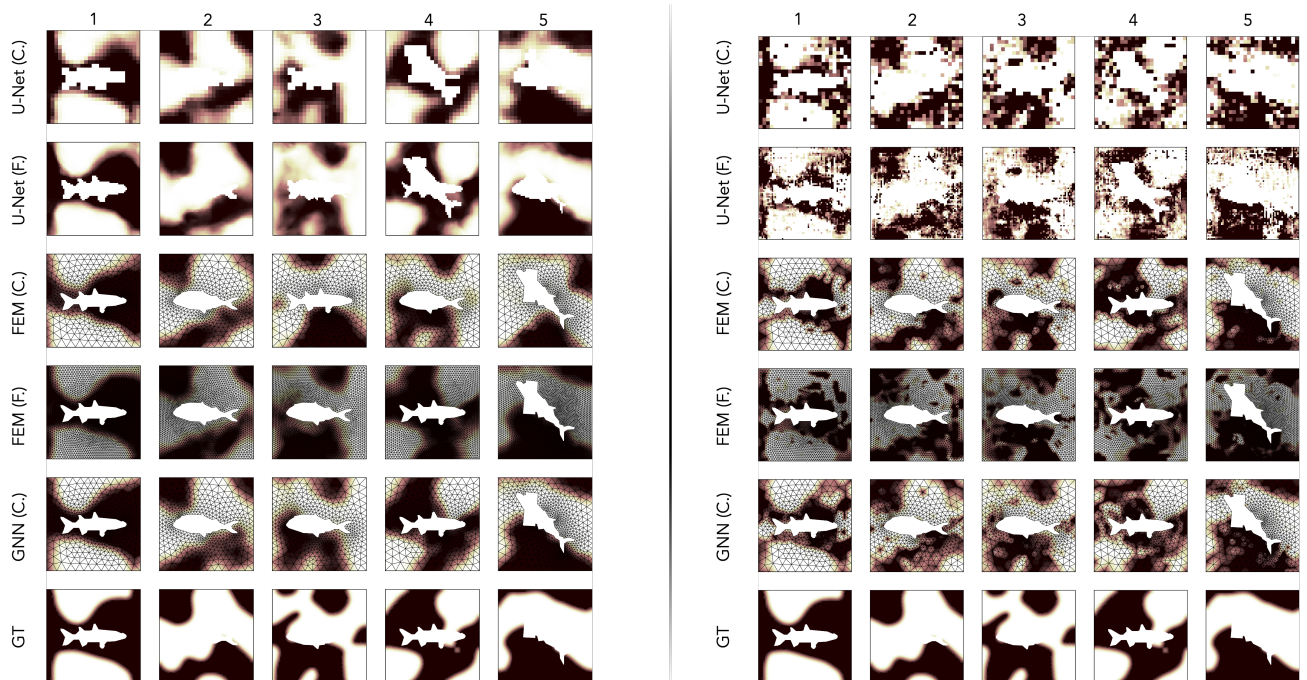 1 2 3 4 5
U-Net (C.)
U-Net (F.)
FEM (C.)
FEM (F.)
GNN (C.)
GT
1 2 3 4 5
U-Net (C.)
U-Net (F.)
FEM (C.)
FEM (F.)
GNN (C.)
GT